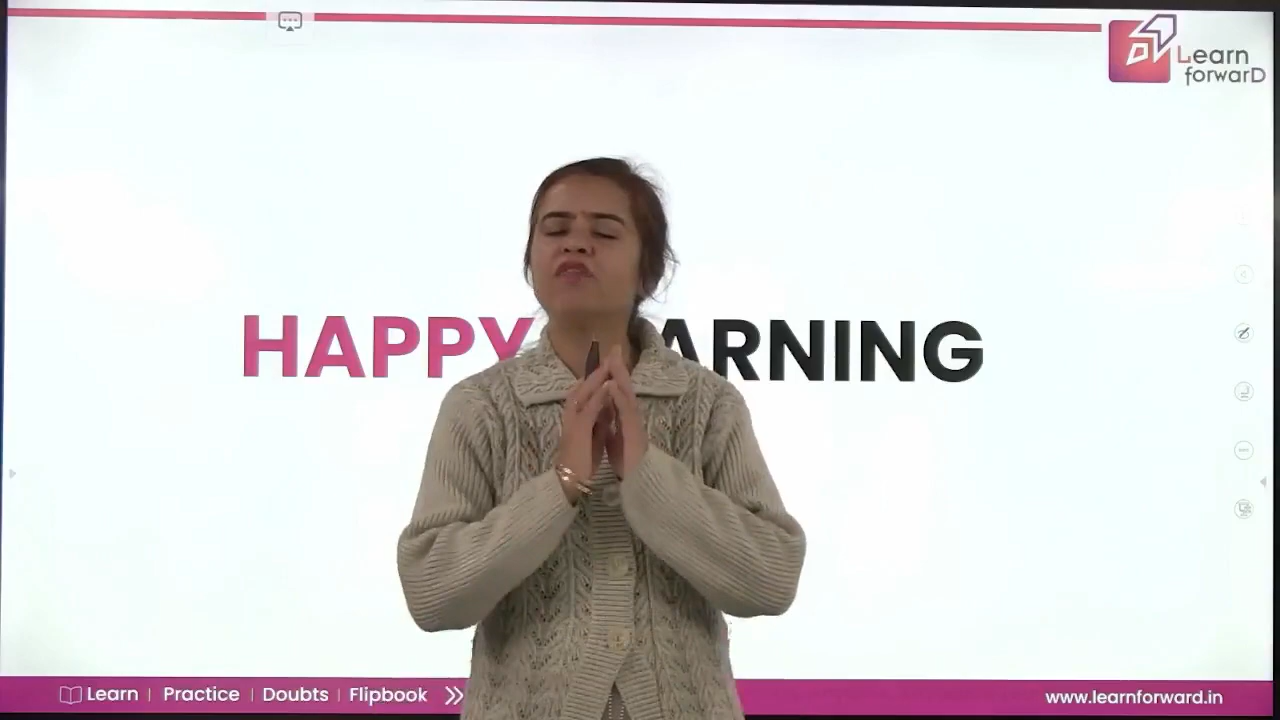 Learn
forwarD
HAPPY ARNING
Learn | Practice | Doubts | Flipbook
www.learnforward.in